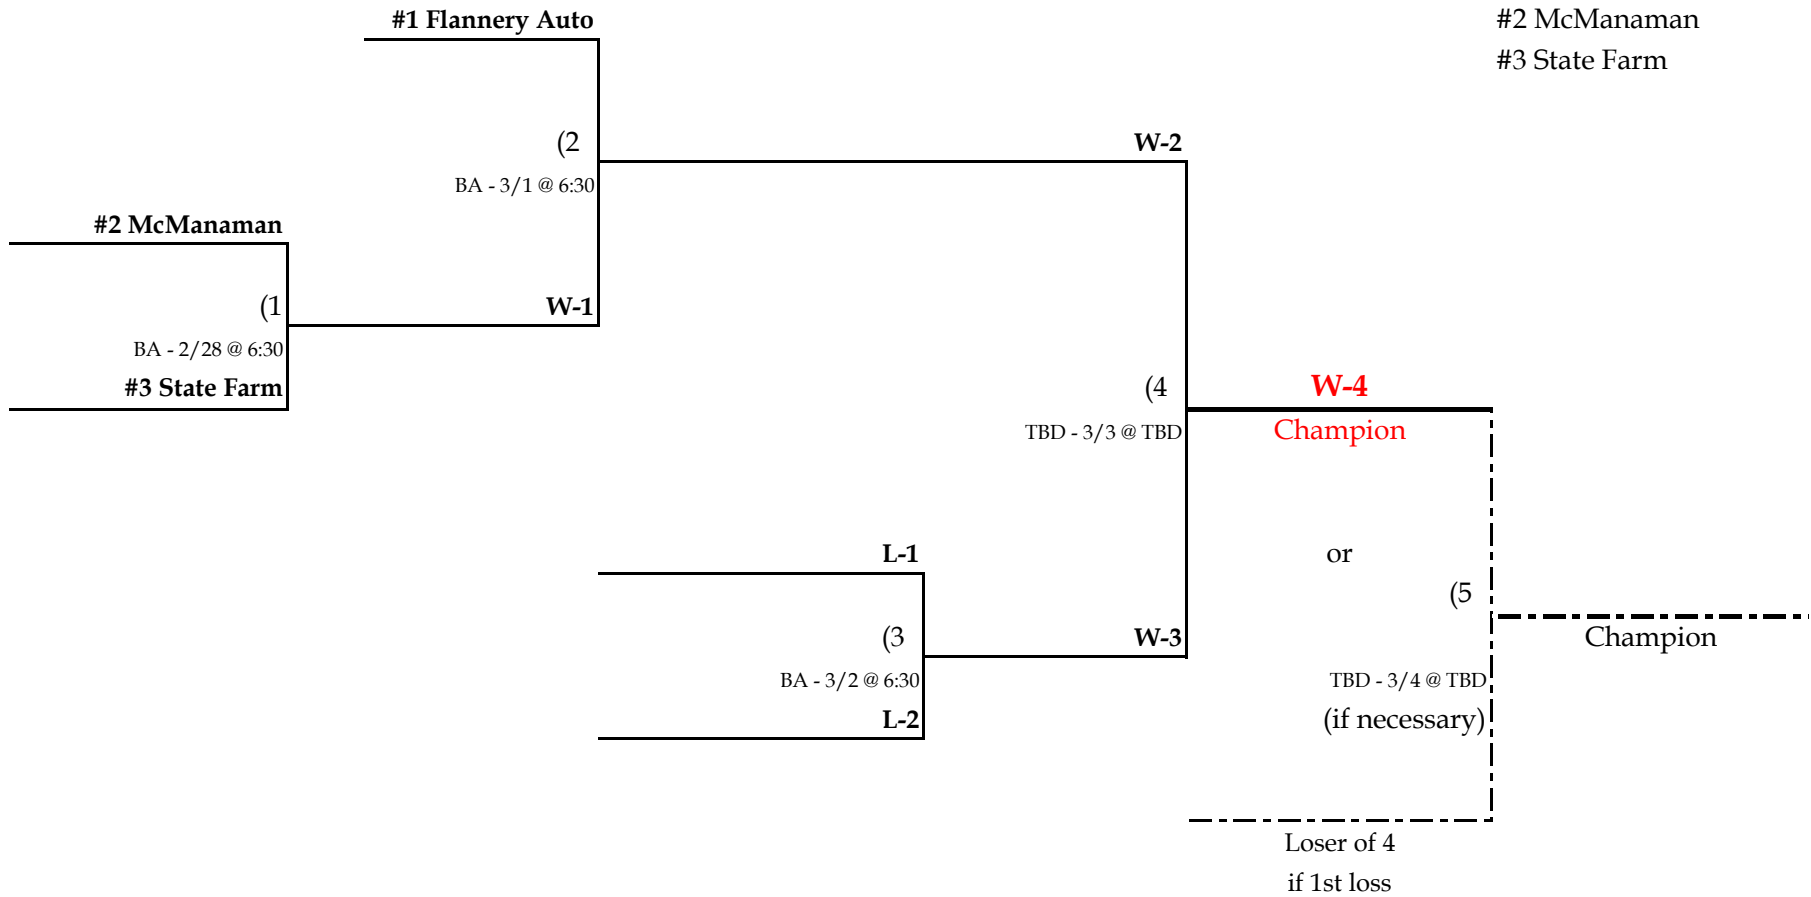 #1 Flannery Auto
#2 McManaman
#3 State Farm
(2
W-2
BA - 3/1 @ 6:30
#2 McManaman
(1
W-1
BA - 2/28 @ 6:30
#3 State Farm
(4
W-4
TBD - 3/3 @ TBD
Champion
L-1
or
(5
(3
W-3
Champion
BA - 3/2 @ 6:30
TBD - 3/4 @ TBD
L-2
(if necessary)
Loser of 4
if 1st loss